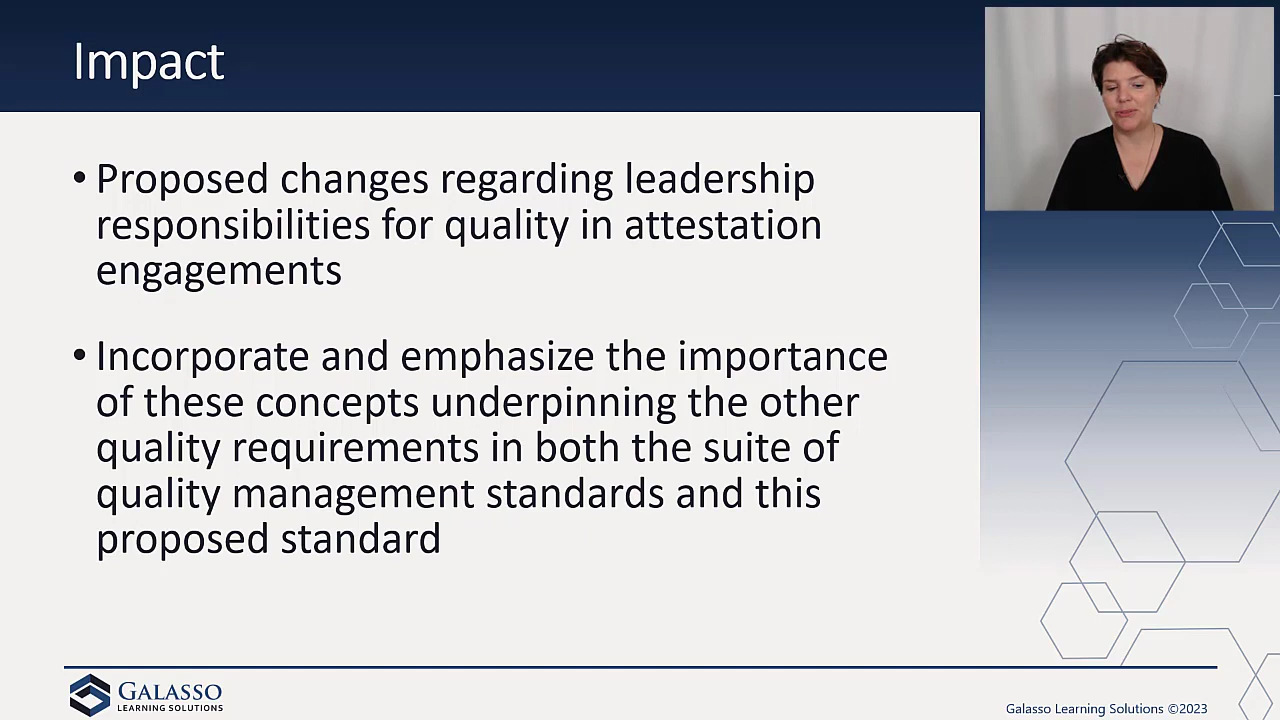 Impact
• Proposed changes regarding leadership
responsibilities for quality in attestation
engagements
• Incorporate and emphasize the importance
of these concepts underpinning the other
quality requirements in both the suite of
quality management standards and this
proposed standard
GALASSO
LEARNING SOLUTIONS
Galasso Learning Solutions ©2023